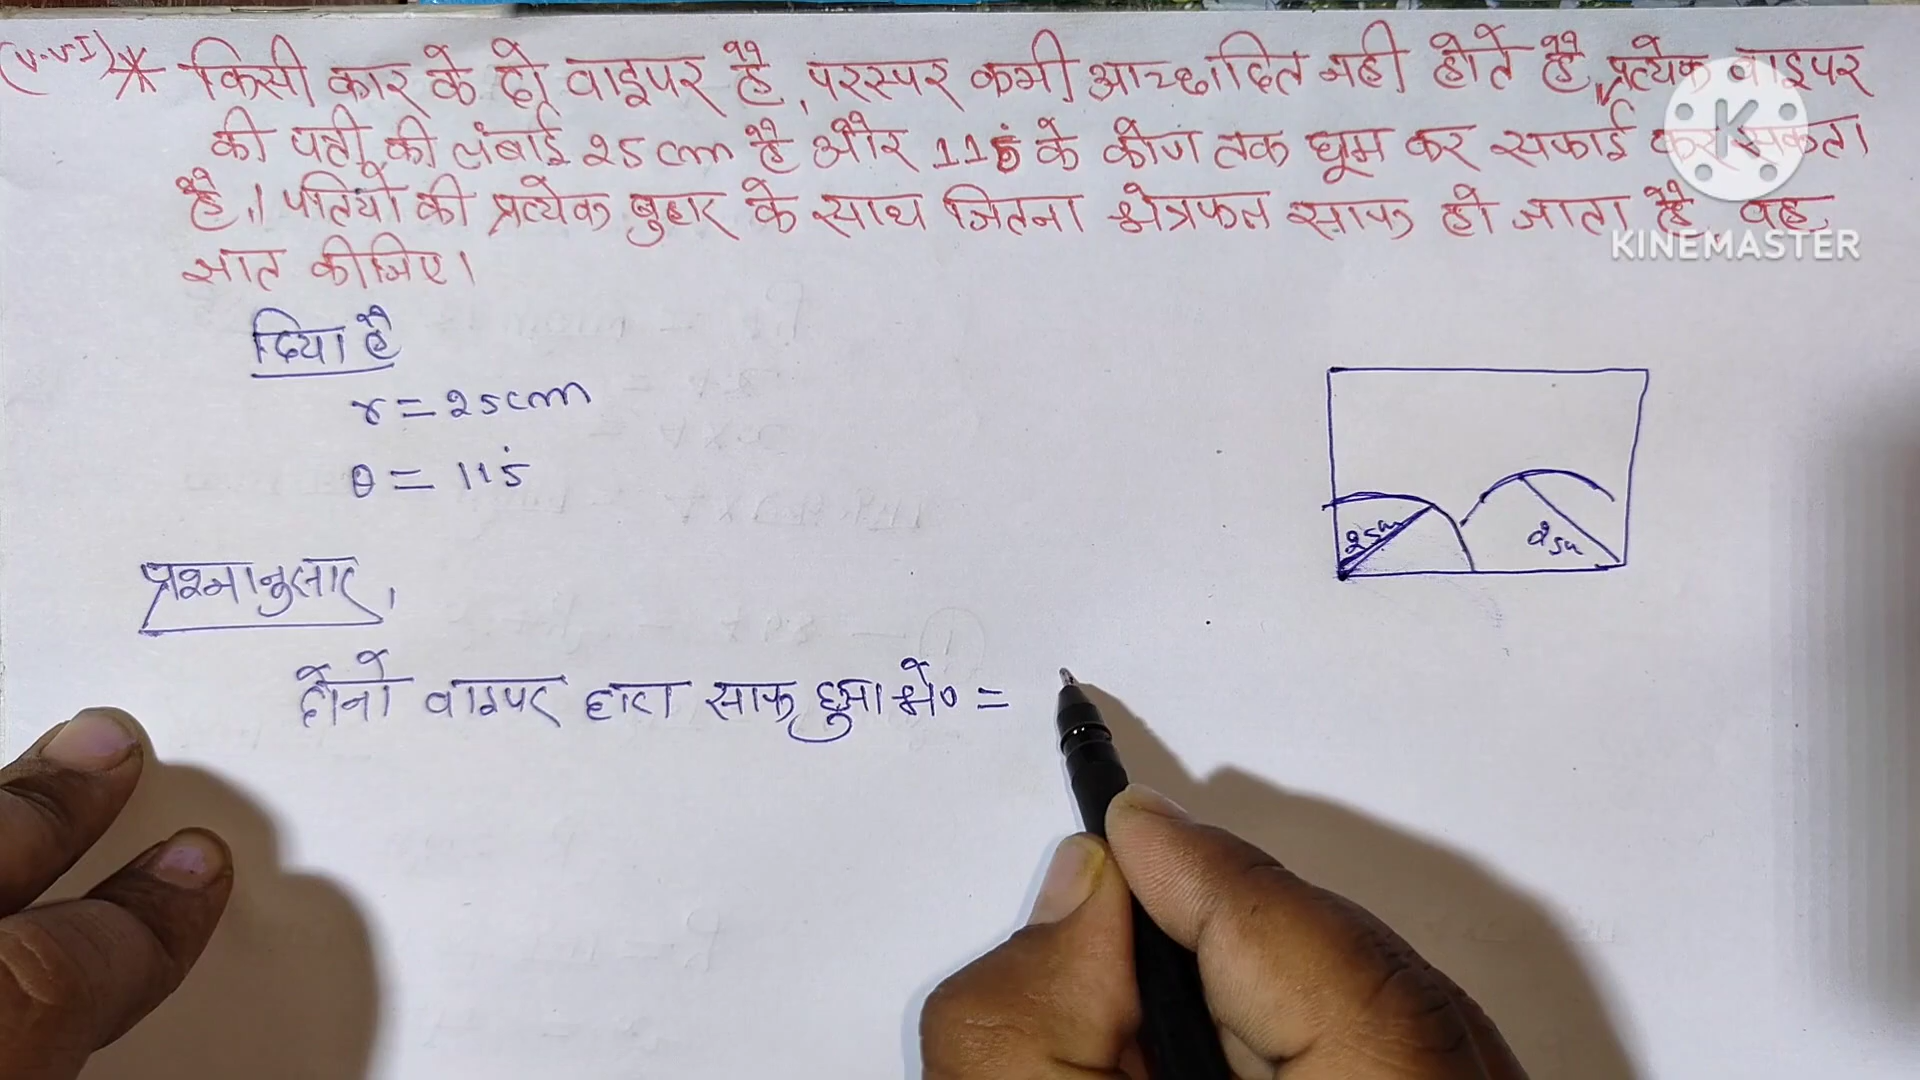 (V.V.I) * किसी कार के दो वाइपर है, परस्पर कभी आच्छादित नही होते है, प्रत्येक वाइपर
की पत्ती की लंबाई 25 cm है और 115° के कोण तक घूम कर सफाई कर सकता
है। पतियों की प्रत्येक बुहार के साथ जितना क्षेत्रफल साफ हो जाता है, वह
ज्ञात कीजिए।
K
KINEMASTER
दिया है
r = 25cm
θ = 115°
25cm
25cm
प्रश्नानुसार,
दोनो वाइपर द्वारा साफ हुआ क्षे० =